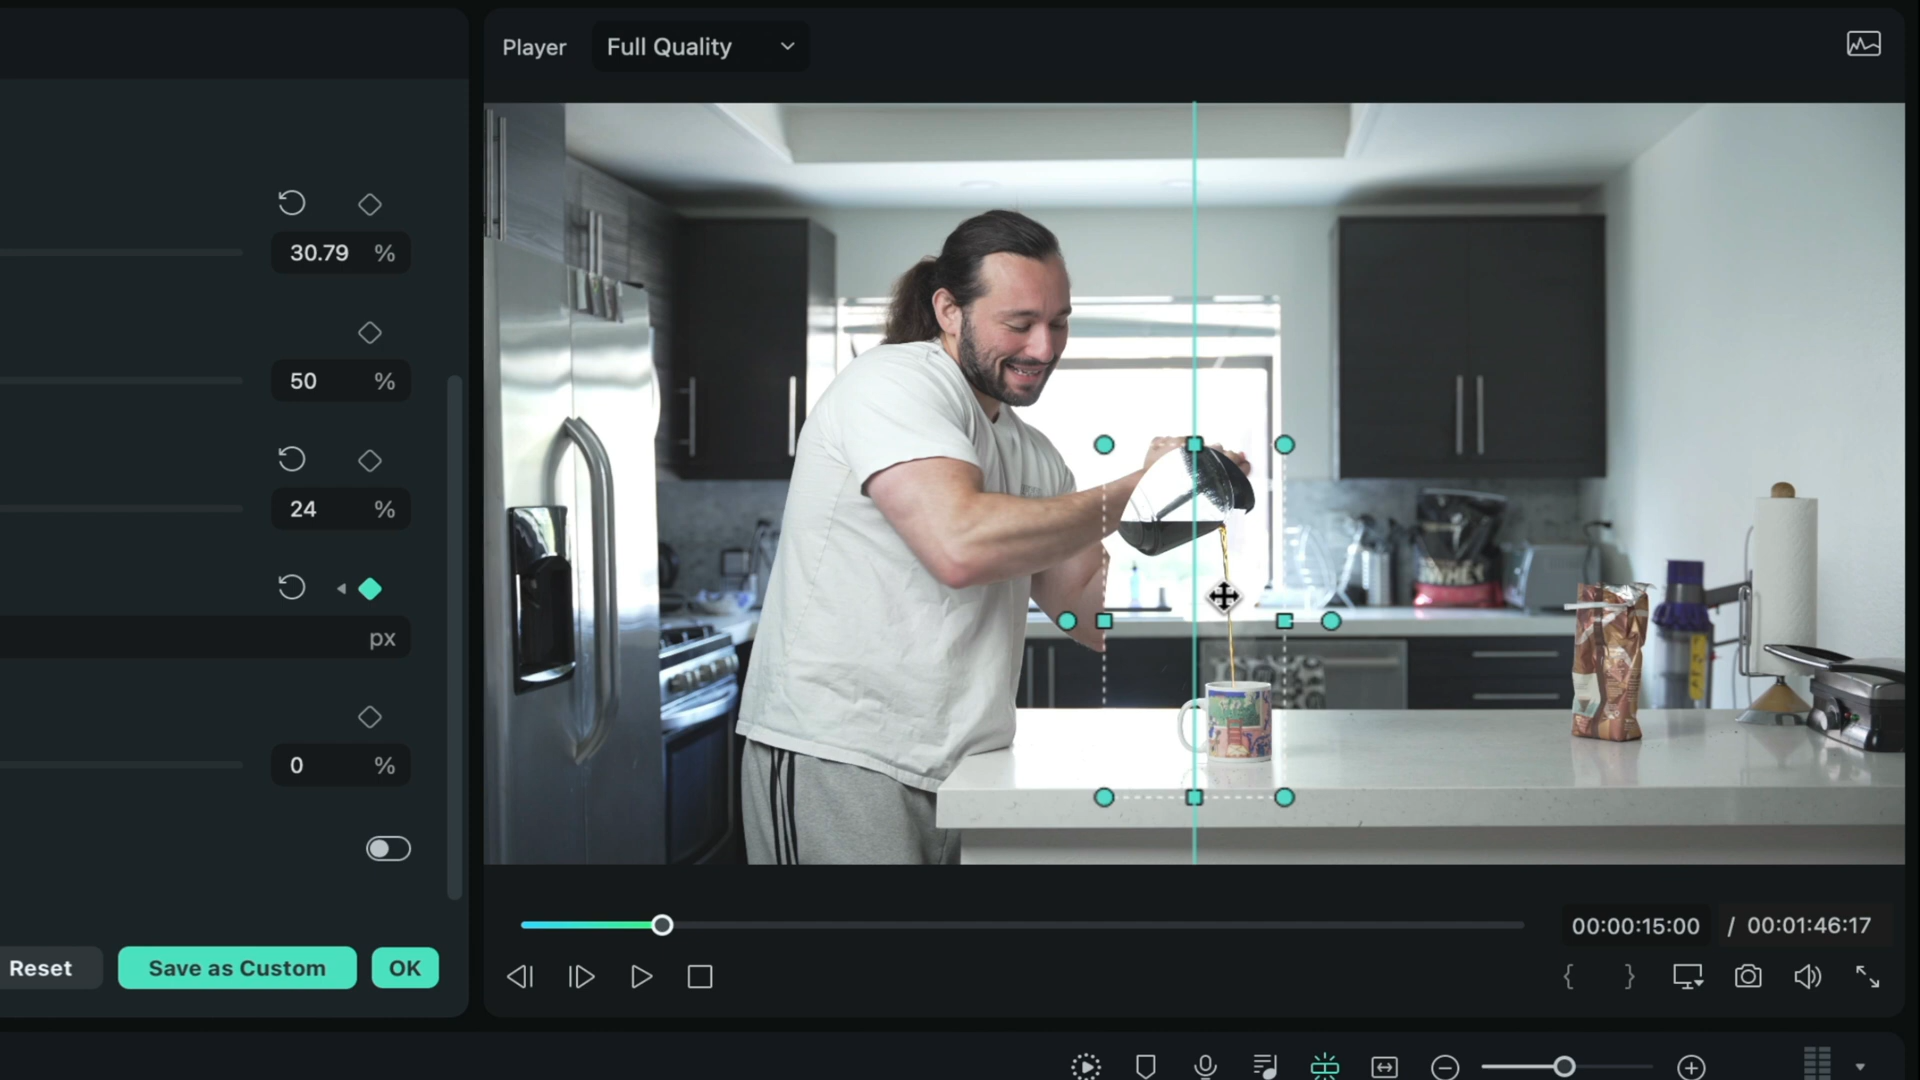 Player
Full Quality
30.79 %
50 %
24 %
px
0 %
WHEY
Reset
Save as Custom
OK
00:00:15:00 / 00:01:46:17